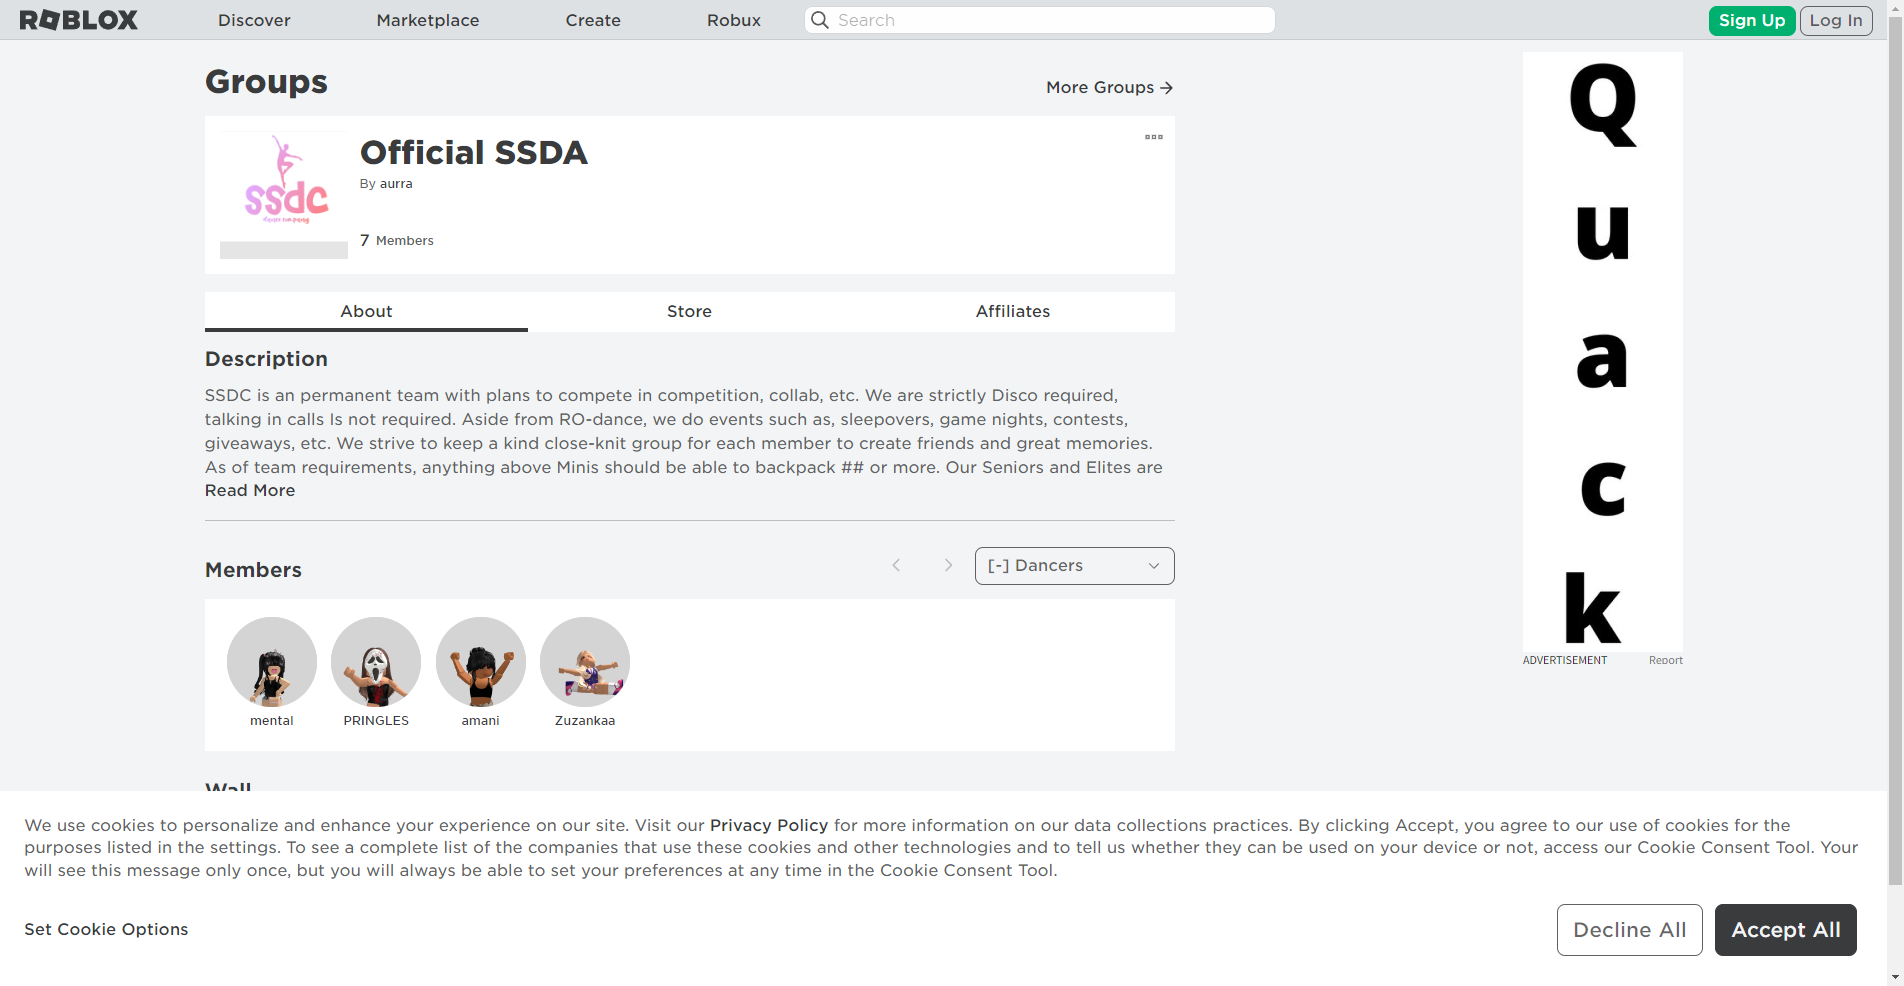 ROBLOX
Discover
Marketplace
Create
Robux
Search
Sign Up
Log In
Groups
More Groups
ssdc
dance company
Official SSDA
By aurra
7 Members
About
Store
Affiliates
Description
SSDC is an permanent team with plans to compete in competition, collab, etc. We are strictly Disco required,
talking in calls Is not required. Aside from RO-dance, we do events such as, sleepovers, game nights, contests,
giveaways, etc. We strive to keep a kind close-knit group for each member to create friends and great memories.
As of team requirements, anything above Minis should be able to backpack ## or more. Our Seniors and Elites are
Read More
Members
[-] Dancers
mental
PRINGLES
amani
Zuzankaa
Wall
Q
u
a
c
k
ADVERTISEMENT
Report
We use cookies to personalize and enhance your experience on our site. Visit our Privacy Policy for more information on our data collections practices. By clicking Accept, you agree to our use of cookies for the
purposes listed in the settings. To see a complete list of the companies that use these cookies and other technologies and to tell us whether they can be used on your device or not, access our Cookie Consent Tool. Your
will see this message only once, but you will always be able to set your preferences at any time in the Cookie Consent Tool.
Set Cookie Options
Decline All
Accept All